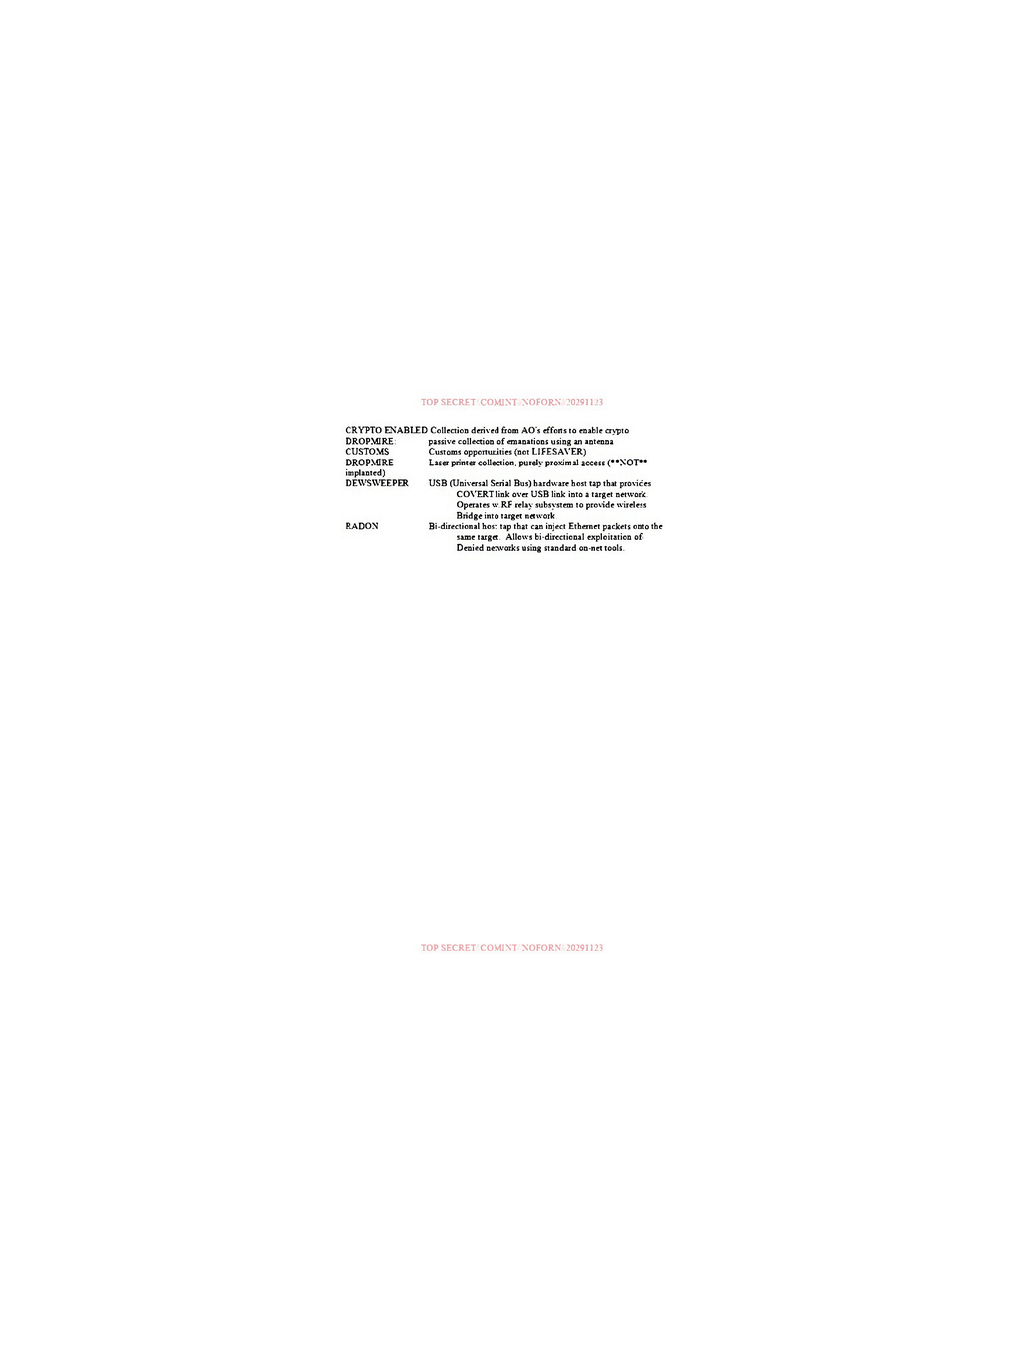 TOP SECRET//COMINT//NOFORN//20291123
CRYPTO ENABLED Collection derived from AO's efforts to enable crypto
DROPMIRE: passive collection of emanations using an antenna
CUSTOMS Customs opportunities (not LIFESAVER)
DROPMIRE Laser printer collection, purely proximal access (**NOT**
implanted)
DEWSWEEPER USB (Universal Serial Bus) hardware host tap that provides
COVERT link over USB link into a target network.
Operates w/RF relay subsystem to provide wireless
Bridge into target network.
RADON Bi-directional host tap that can inject Ethernet packets onto the
same target. Allows bi-directional exploitation of
Denied networks using standard on-net tools.
TOP SECRET//COMINT//NOFORN//20291123